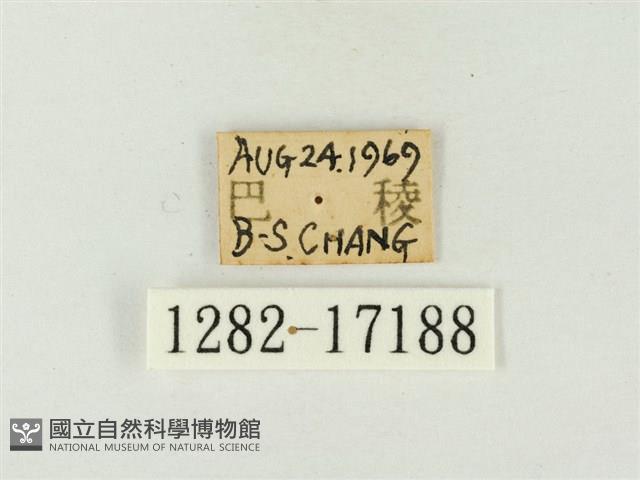 AUG 24.1969
巴 稜
B-S.CHANG
1282-17188
國立自然科學博物館
NATIONAL MUSEUM OF NATURAL SCIENCE